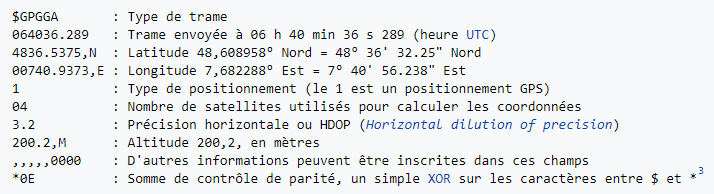 $GPGGA : Type de trame
064036.289 : Trame envoyée à 06 h 40 min 36 s 289 (heure UTC)
4836.5375,N : Latitude 48,608958° Nord = 48° 36' 32.25" Nord
00740.9373,E : Longitude 7,682288° Est = 7° 40' 56.238" Est
1 : Type de positionnement (le 1 est un positionnement GPS)
04 : Nombre de satellites utilisés pour calculer les coordonnées
3.2 : Précision horizontale ou HDOP (Horizontal dilution of precision)
200.2,M : Altitude 200,2, en mètres
,,,,,0000 : D'autres informations peuvent être inscrites dans ces champs
*0E : Somme de contrôle de parité, un simple XOR sur les caractères entre $ et *3